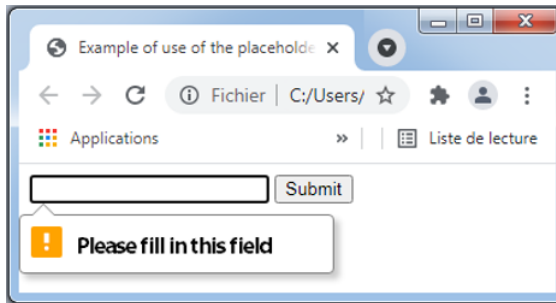 Example of use of the placeholde
Fichier | C:/Users/
Applications » Liste de lecture
Submit
Please fill in this field